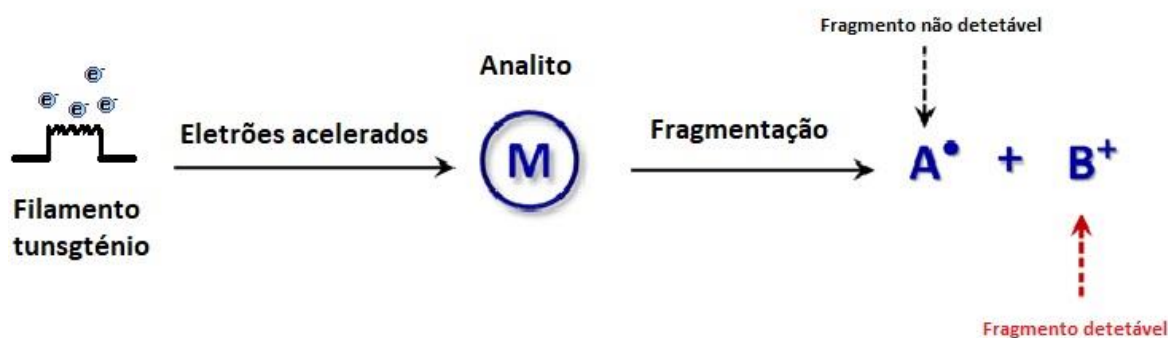 Fragmento não detetável
Analito
e⁻
e⁻ e⁻ e⁻
Eletrões acelerados
Fragmentação
M
A• + B⁺
Filamento
tunsgténio
Fragmento detetável